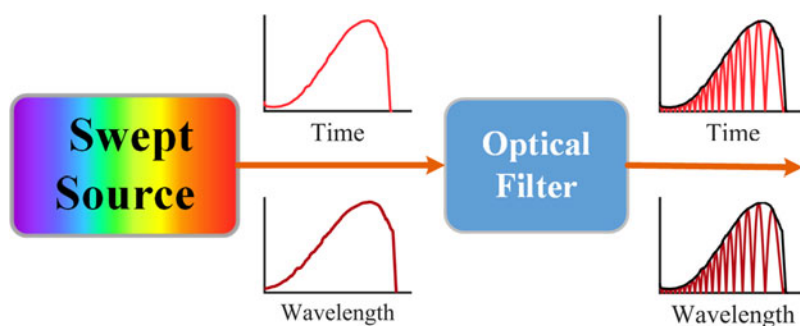 Swept
Source
Time
Wavelength
Optical
Filter
Time
Wavelength